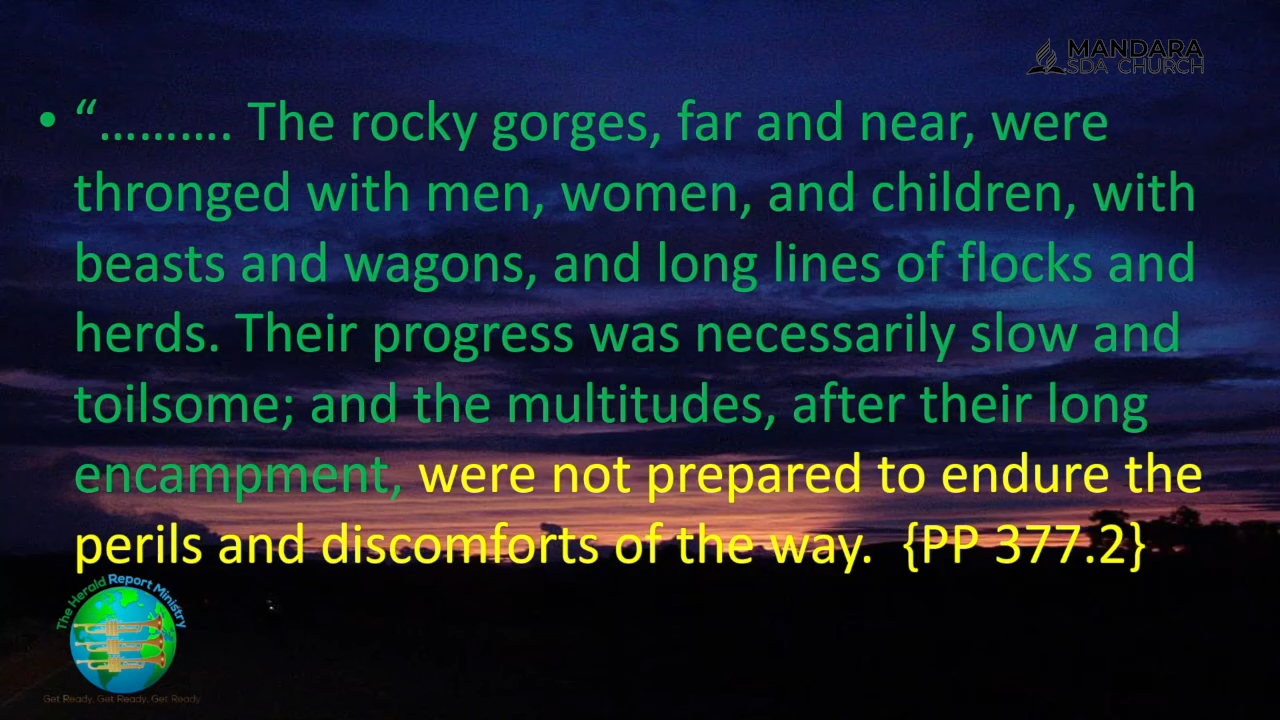 MANDARA
SDA CHURCH
• “………. The rocky gorges, far and near, were
thronged with men, women, and children, with
beasts and wagons, and long lines of flocks and
herds. Their progress was necessarily slow and
toilsome; and the multitudes, after their long
encampment, were not prepared to endure the
perils and discomforts of the way. {PP 377.2}
The Herald Report Ministry
Get Ready, Get Ready, Get Ready